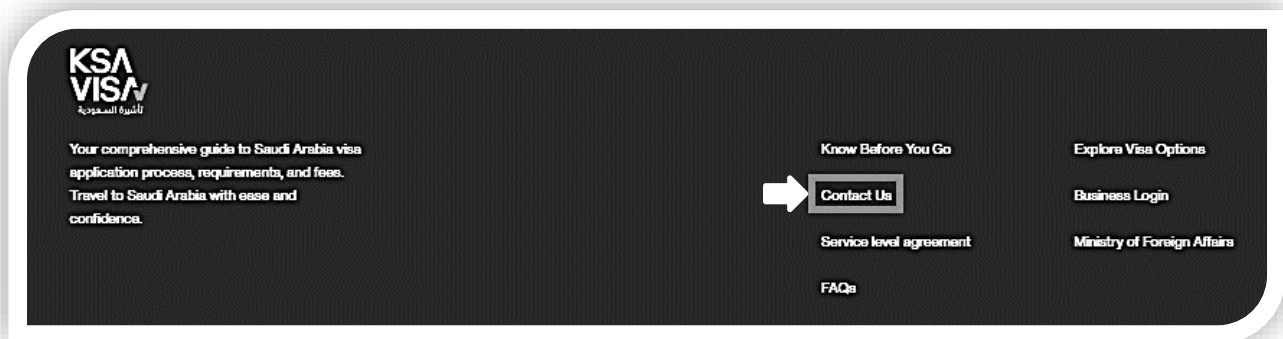 KSA
VISA
تأشيرة السعودية
Your comprehensive guide to Saudi Arabia visa
application process, requirements, and fees.
Travel to Saudi Arabia with ease and
confidence.
Know Before You Go
Contact Us
Service level agreement
FAQs
Explore Visa Options
Business Login
Ministry of Foreign Affairs